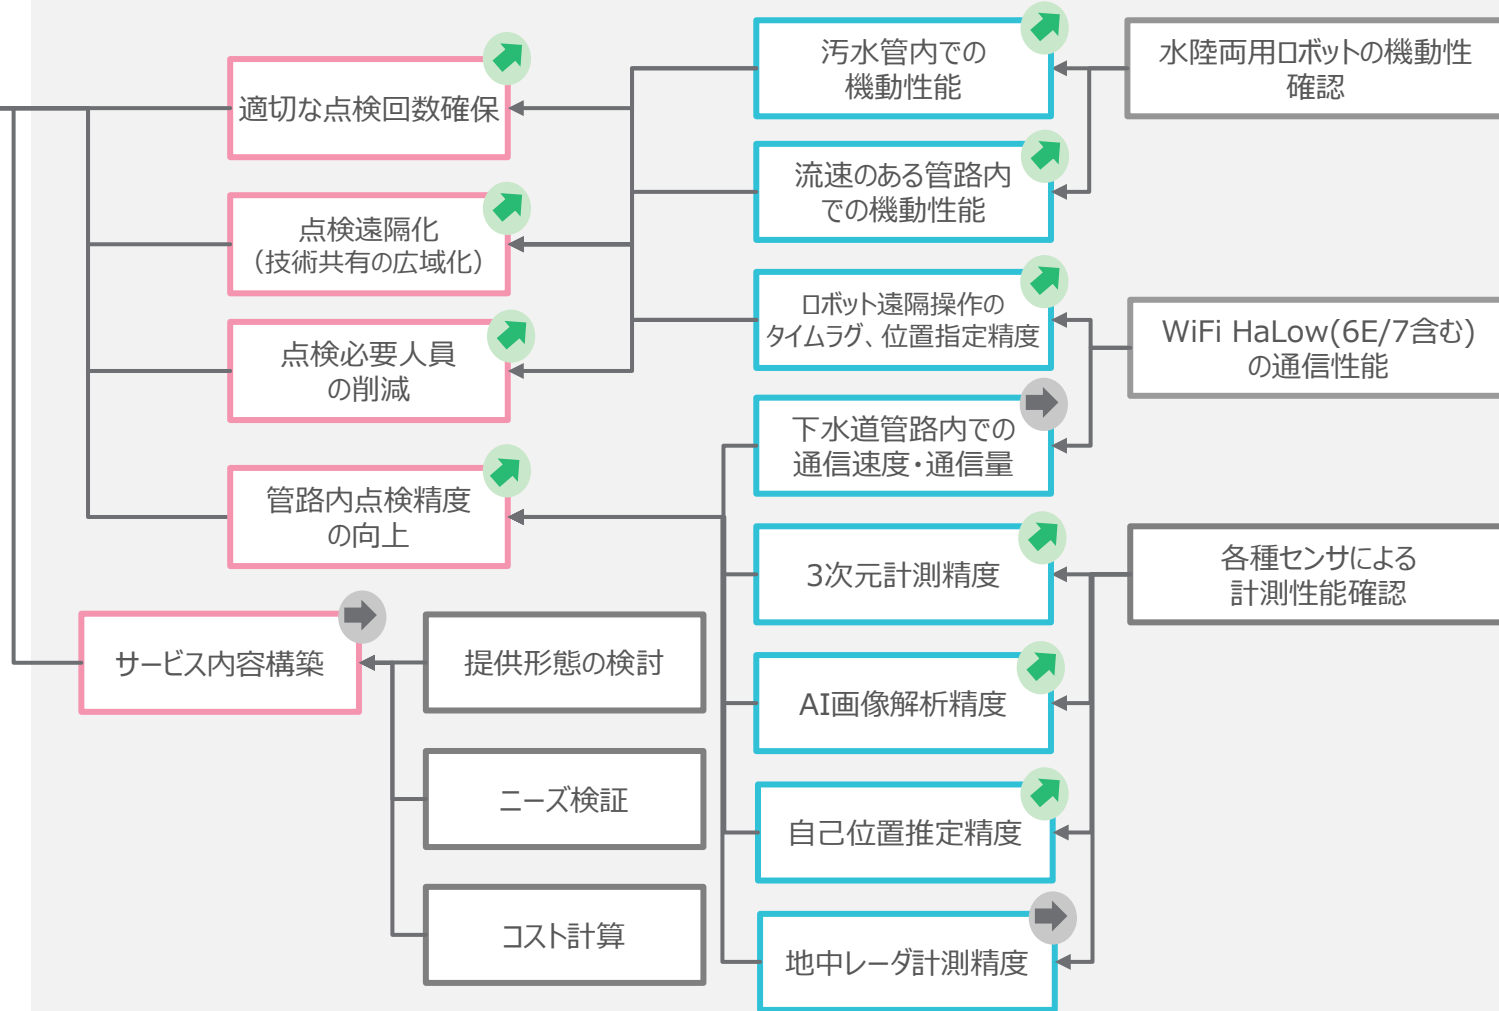 適切な点検回数確保
点検遠隔化
（技術共有の広域化）
点検必要人員
の削減
管路内点検精度
の向上
サービス内容構築
提供形態の検討
ニーズ検証
コスト計算
汚水管内での
機動性能
流速のある管路内
での機動性能
ロボット遠隔操作の
タイムラグ、位置指定精度
下水道管路内での
通信速度・通信量
3次元計測精度
AI画像解析精度
自己位置推定精度
地中レーダ計測精度
水陸両用ロボットの機動性
確認
WiFi HaLow(6E/7含む)
の通信性能
各種センサによる
計測性能確認